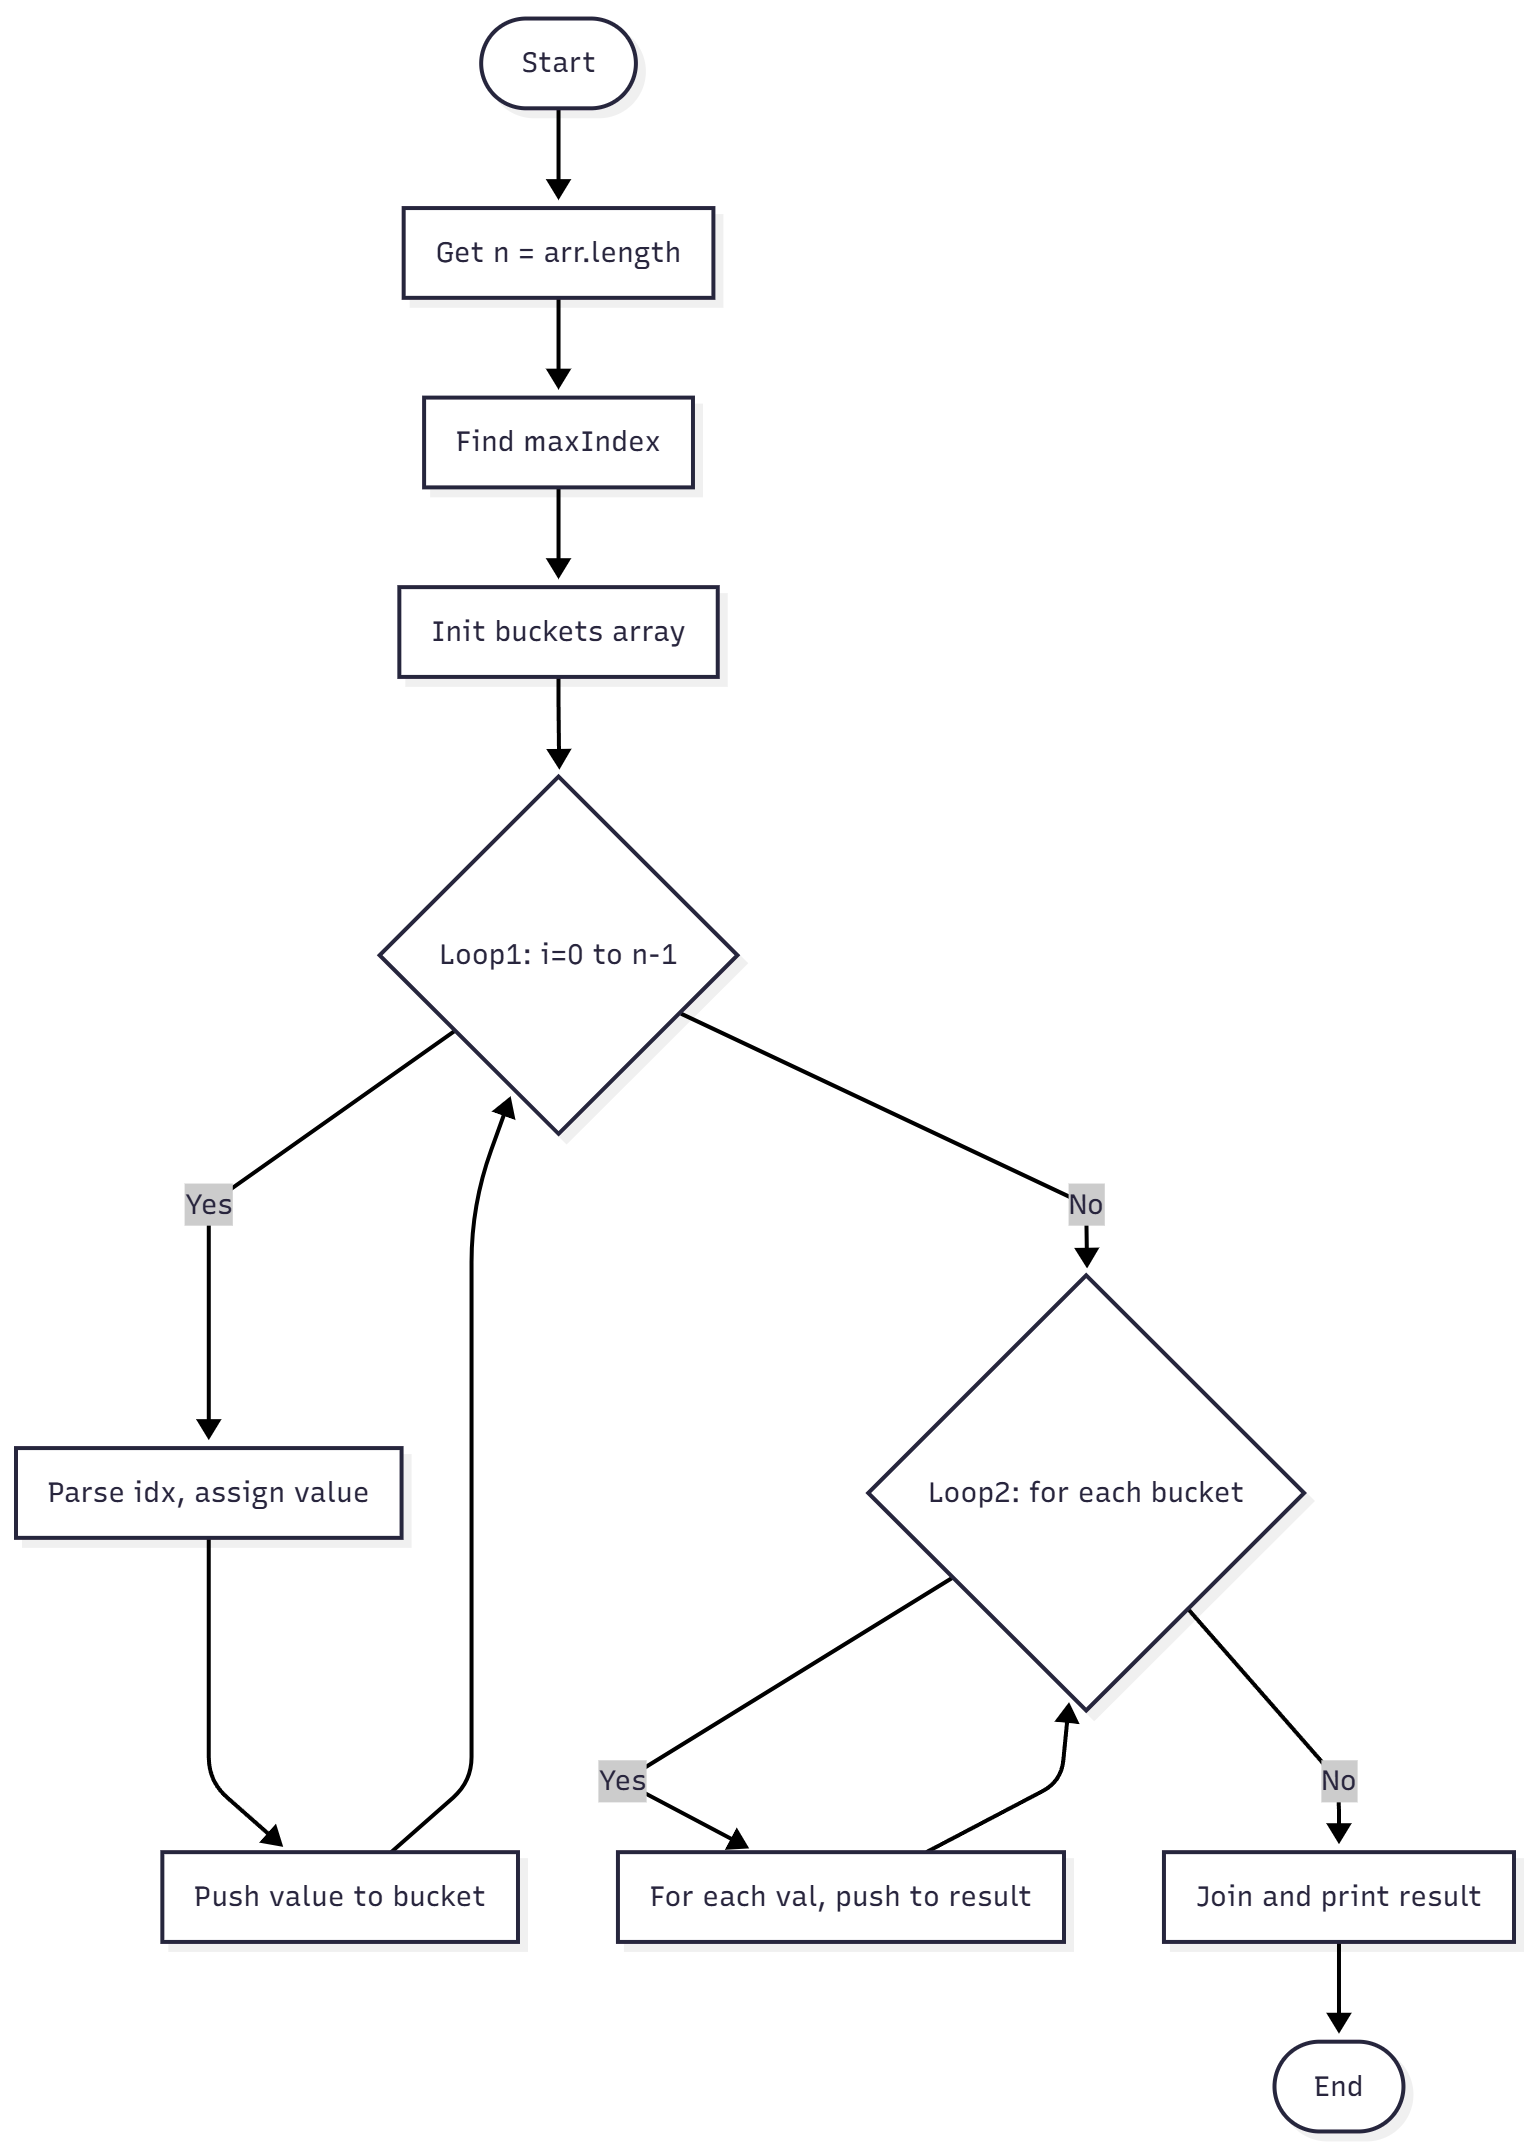 Start
Get n = arr.length
Find maxIndex
Init buckets array
Loop1: i=0 to n-1
Yes
No
Parse idx, assign value
Loop2: for each bucket
Yes
No
Push value to bucket
For each val, push to result
Join and print result
End